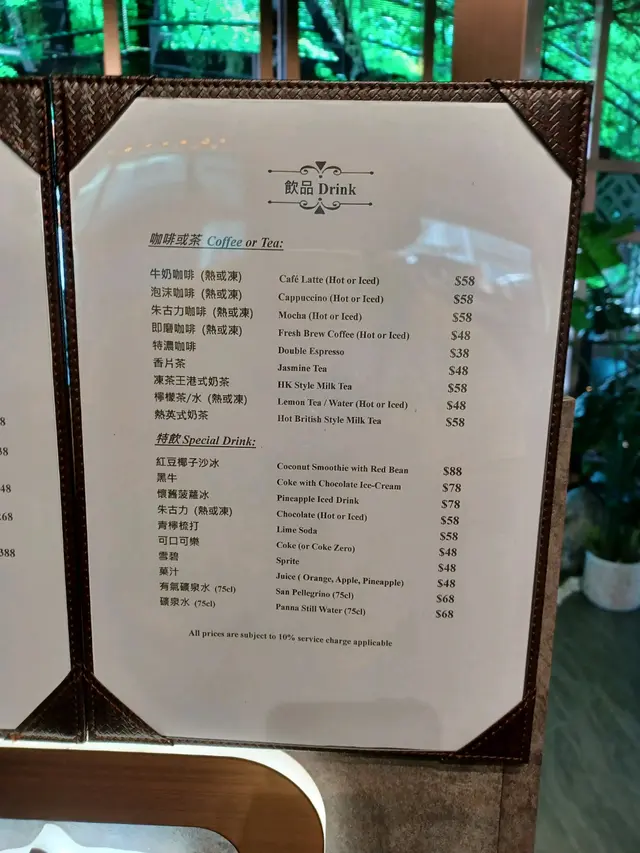 飲品 Drink
咖啡或茶 Coffee or Tea:
牛奶咖啡 (熱或凍) Café Latte (Hot or Iced) $58
泡沫咖啡 (熱或凍) Cappuccino (Hot or Iced) $58
朱古力咖啡 (熱或凍) Mocha (Hot or Iced) $58
即磨咖啡 (熱或凍) Fresh Brew Coffee (Hot or Iced) $48
特濃咖啡 Double Espresso $38
香片茶 Jasmine Tea $48
凍茶王港式奶茶 HK Style Milk Tea $58
檸檬茶/水 (熱或凍) Lemon Tea / Water (Hot or Iced) $48
熱英式奶茶 Hot British Style Milk Tea $58
特飲 Special Drink:
紅豆椰子沙冰 Coconut Smoothie with Red Bean $88
黑牛 Coke with Chocolate Ice-Cream $78
懷舊菠蘿冰 Pineapple Iced Drink $78
朱古力 (熱或凍) Chocolate (Hot or Iced) $58
青檸梳打 Lime Soda $58
可口可樂 Coke (or Coke Zero) $48
雪碧 Sprite $48
菓汁 Juice ( Orange, Apple, Pineapple) $48
有氣礦泉水 (75cl) San Pellegrino (75cl) $68
礦泉水 (75cl) Panna Still Water (75cl) $68
All prices are subject to 10% service charge applicable